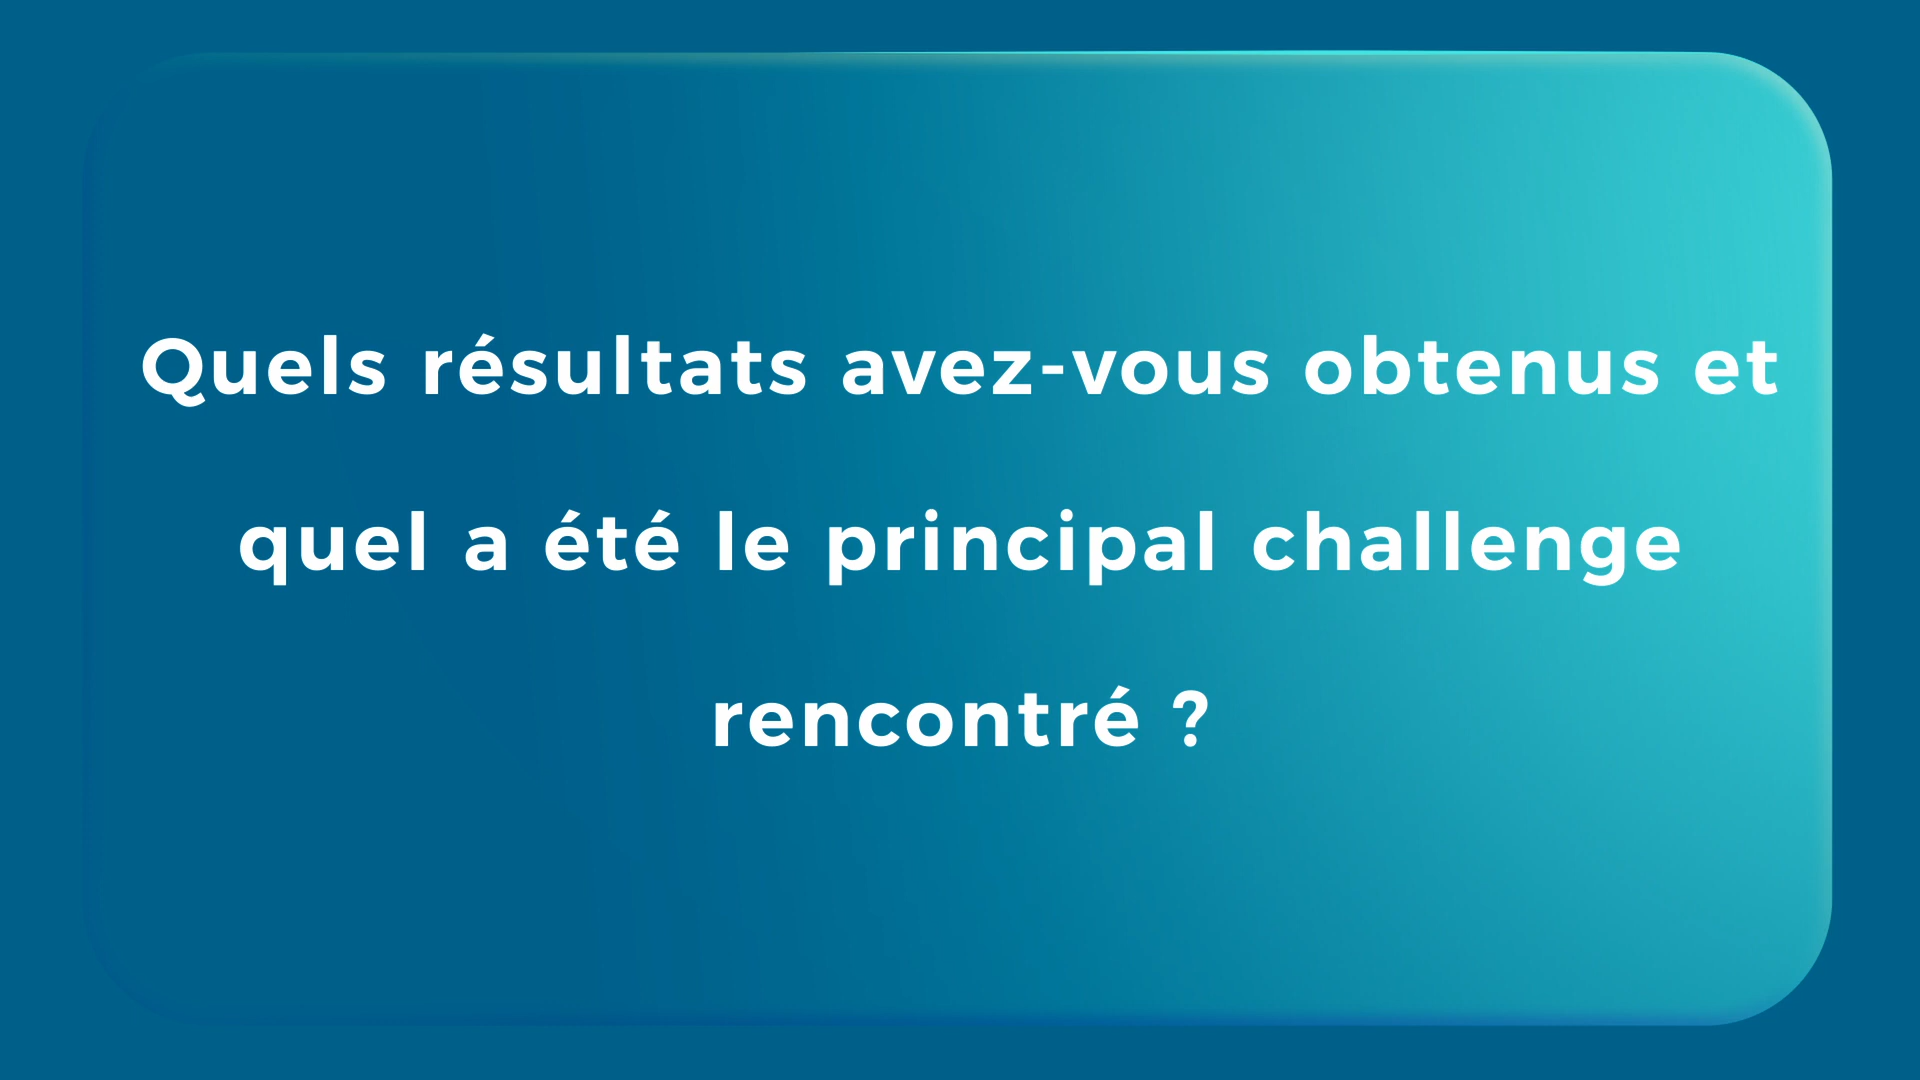 Quels résultats avez-vous obtenus et
quel a été le principal challenge
rencontré ?